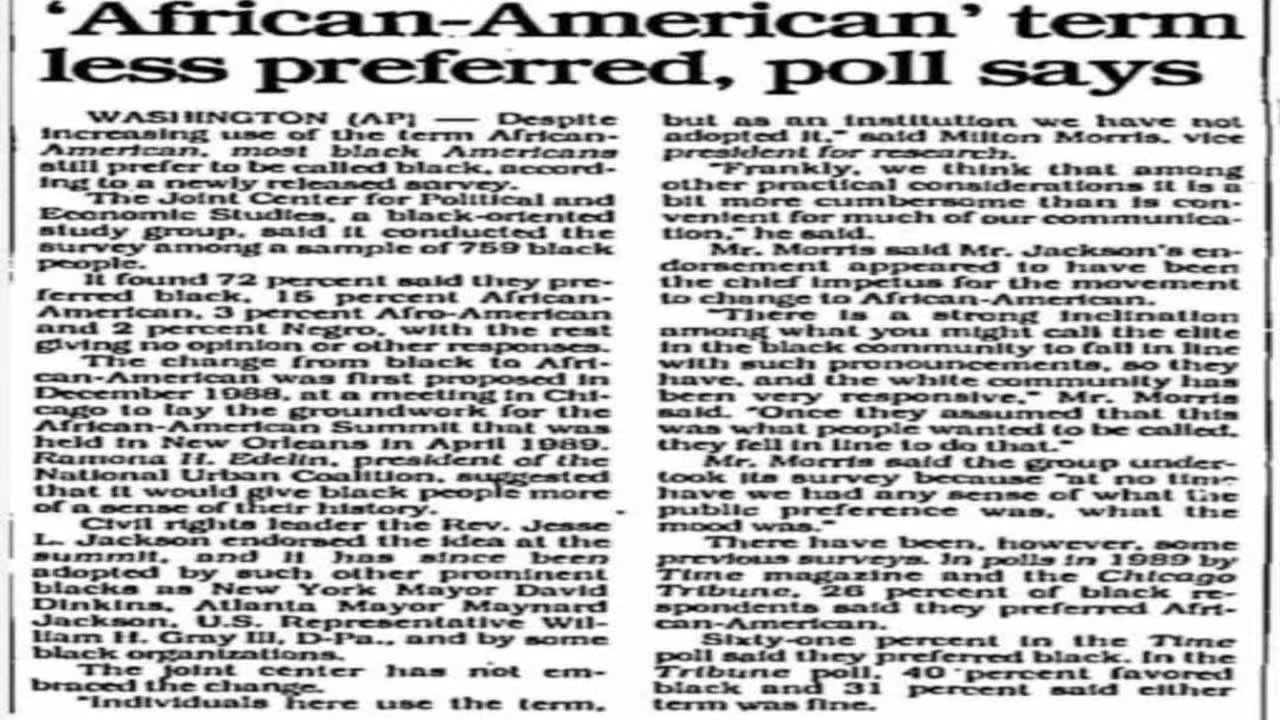 ‘African-American’ term
less preferred, poll says
WASHINGTON (AP) — Despite
increasing use of the term African-
American, most black Americans
still prefer to be called black, accord-
ing to a newly released survey.
The Joint Center for Political and
Economic Studies, a black-oriented
study group, said it conducted the
survey among a sample of 759 black
people.
It found 72 percent said they pre-
ferred black, 15 percent African-
American, 3 percent Afro-American
and 2 percent Negro, with the rest
giving no opinion or other responses.
The change from black to Afri-
can-American was first proposed in
December 1988, at a meeting in Chi-
cago to lay the groundwork for the
African-American Summit that was
held in New Orleans in April 1989.
Ramona H. Edelin, president of the
National Urban Coalition, suggested
that it would give black people more
of a sense of their history.
Civil rights leader the Rev. Jesse
L. Jackson endorsed the idea at the
summit, and it has since been
adopted by such other prominent
blacks as New York Mayor David
Dinkins, Atlanta Mayor Maynard
Jackson, U.S. Representative Wil-
liam H. Gray III, D-Pa., and by some
black organizations.
The joint center has not em-
braced the change.
"Individuals here use the term,
but as an institution we have not
adopted it," said Milton Morris, vice
president for research.
"Frankly, we think that among
other practical considerations it is a
bit more cumbersome than is con-
venient for much of our communica-
tion," he said.
Mr. Morris said Mr. Jackson's en-
dorsement appeared to have been
the chief impetus for the movement
to change to African-American.
"There is a strong inclination
among what you might call the elite
in the black community to fall in line
with such pronouncements, so they
have, and the white community has
been very responsive," Mr. Morris
said. "Once they assumed that this
was what people wanted to be called,
they fell in line to do that."
Mr. Morris said the group under-
took its survey because "at no time
have we had any sense of what the
public preference was, what the
mood was."
There have been, however, some
previous surveys. In polls in 1989 by
Time magazine and the Chicago
Tribune, 26 percent of black re-
spondents said they preferred Afri-
can-American.
Sixty-one percent in the Time
poll said they preferred black. In the
Tribune poll, 40 percent favored
black and 31 percent said either
term was fine.